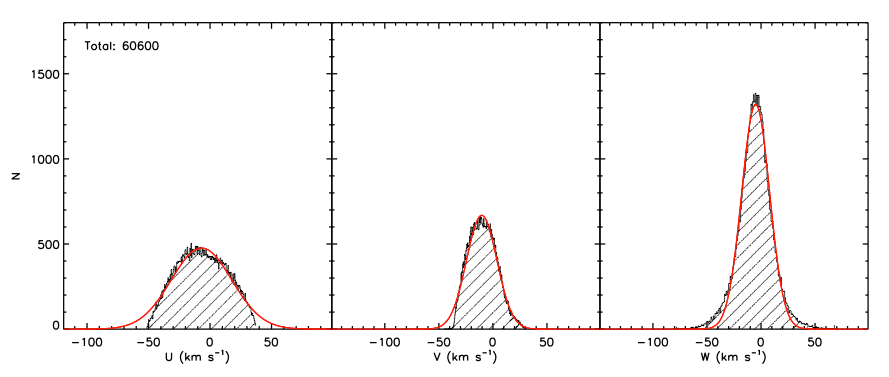 Total: 60600
1500
1000
500
0
N
−100 −50 0 50
−100 −50 0 50
−100 −50 0 50
U (km s⁻¹)
V (km s⁻¹)
W (km s⁻¹)